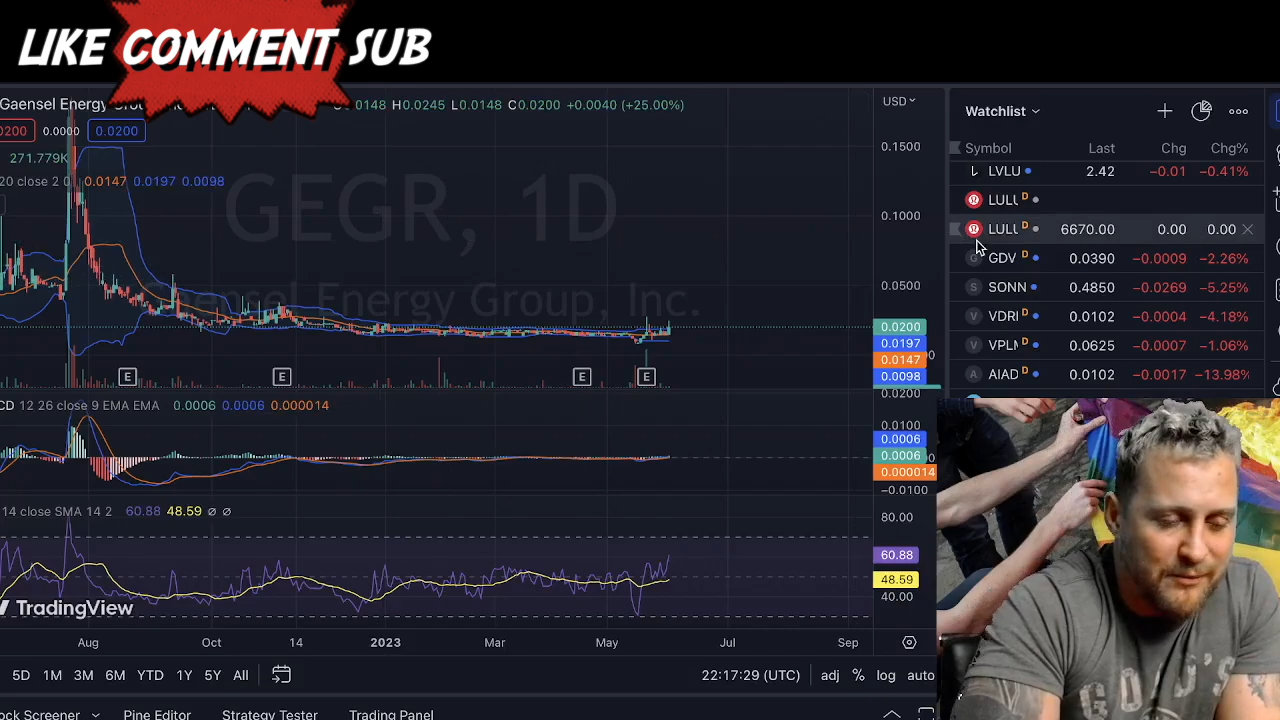 LIKE COMMENT SUB
Gaensel Energy
0.0148 H0.0245 L0.0148 C0.0200 +0.0040 (+25.00%)
0200 0.0000 0.0200
271.779K
20 close 2 0.0147 0.0197 0.0098
GEGR, 1D
Gaensel Energy Group, Inc.
E E E E
USD
0.1500
0.1000
0.0500
0.0200
0.0197
0.0147
0.0098
CD 12 26 close 9 EMA EMA 0.0006 0.0006 0.000014
0.0200
0.0100
0.0006
0.0006
0.000014
−0.0100
14 close SMA 14 2 60.88 48.59 ∅ ∅
80.00
60.88
48.59
40.00
TradingView
Aug Oct 14 2023 Mar May Jul Sep
5D 1M 3M 6M YTD 1Y 5Y All 22:17:29 (UTC) adj % log auto
ock Screener Pine Editor Strategy Tester Trading Panel
Watchlist
Symbol Last Chg Chg%
L LVLU 2.42 −0.01 −0.41%
LULU D
LULU D 6670.00 0.00 0.00
G GDV D 0.0390 −0.0009 −2.26%
S SONN 0.4850 −0.0269 −5.25%
V VDRM D 0.0102 −0.0004 −4.18%
V VPLM D 0.0625 −0.0007 −1.06%
A AIAD D 0.0102 −0.0017 −13.98%
GOLD'S